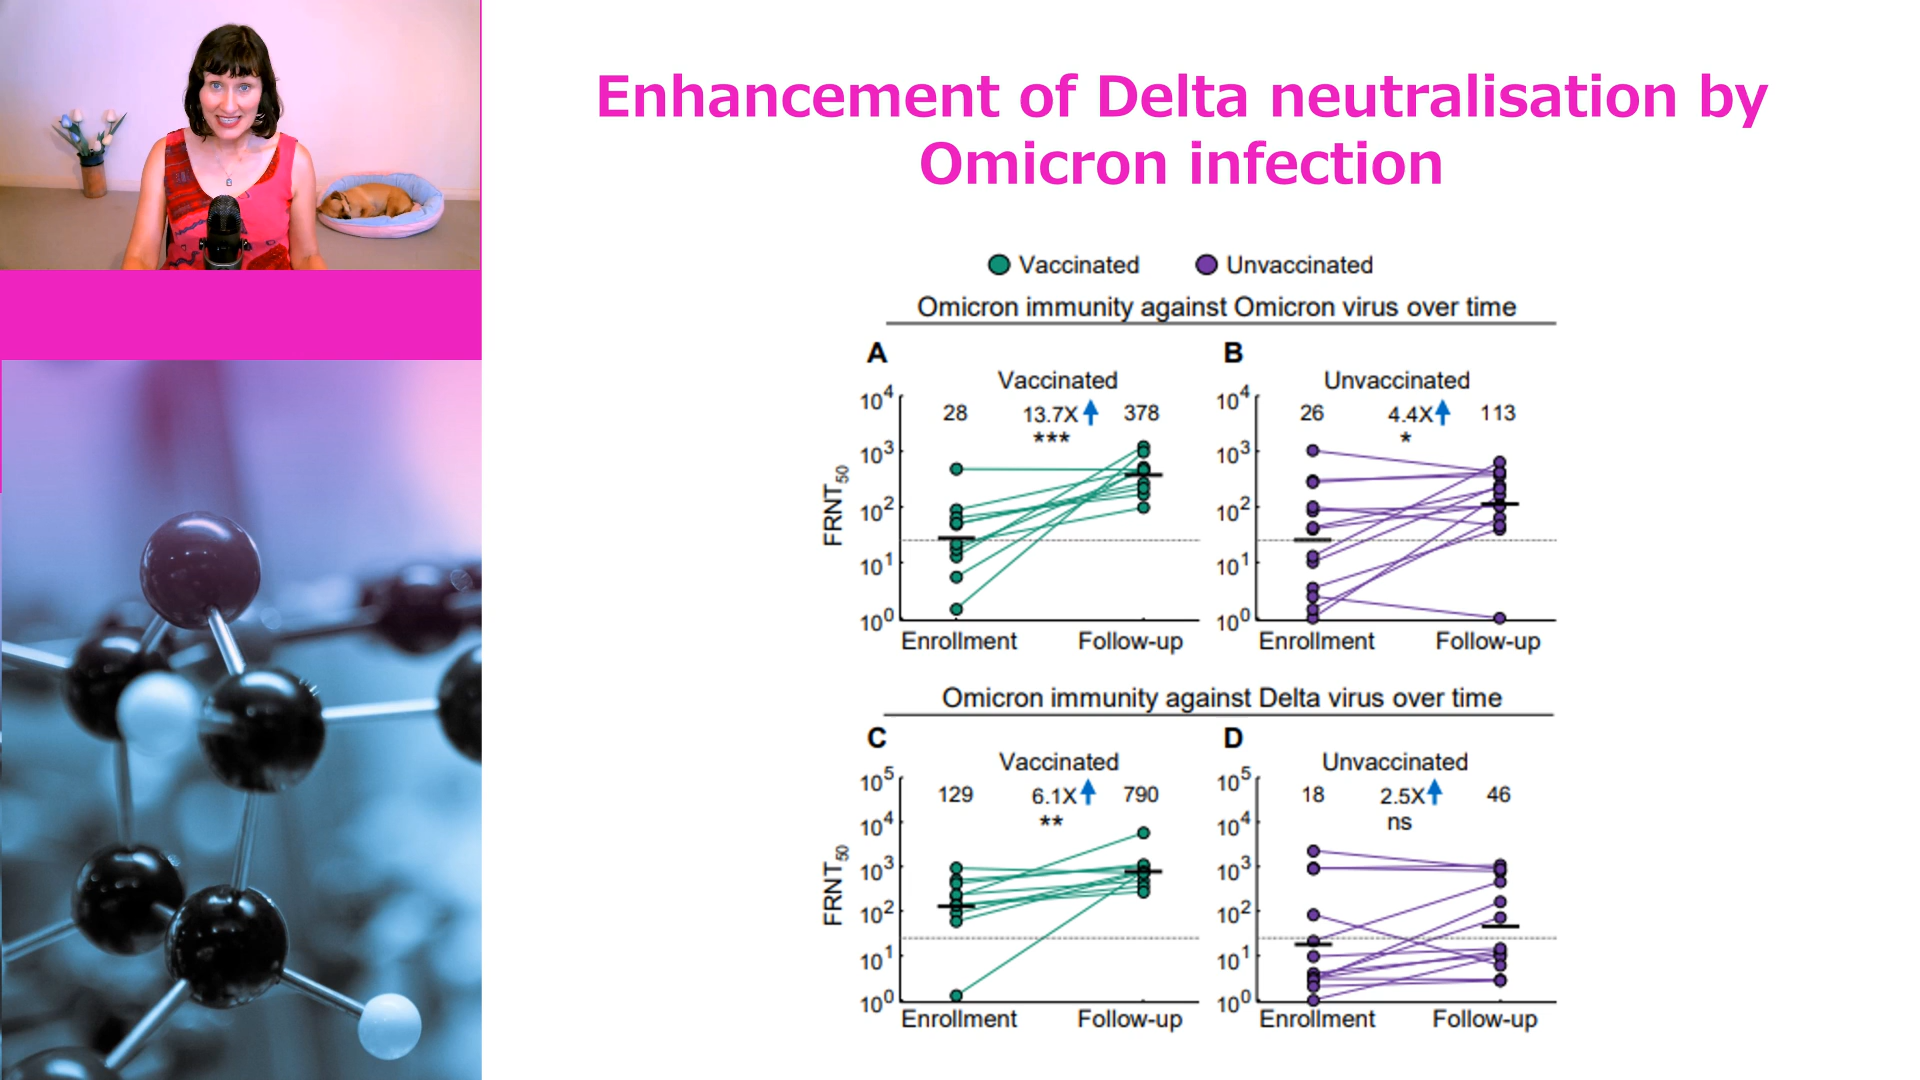 Enhancement of Delta neutralisation by
Omicron infection
Vaccinated Unvaccinated
Omicron immunity against Omicron virus over time
A
Vaccinated
28 13.7X 378
***
10^4
10^3
10^2
10^1
10^0
FRNT50
Enrollment Follow-up
B
Unvaccinated
26 4.4X 113
*
10^4
10^3
10^2
10^1
10^0
Enrollment Follow-up
Omicron immunity against Delta virus over time
C
Vaccinated
129 6.1X 790
**
10^5
10^4
10^3
10^2
10^1
10^0
FRNT50
Enrollment Follow-up
D
Unvaccinated
18 2.5X 46
ns
10^5
10^4
10^3
10^2
10^1
10^0
Enrollment Follow-up